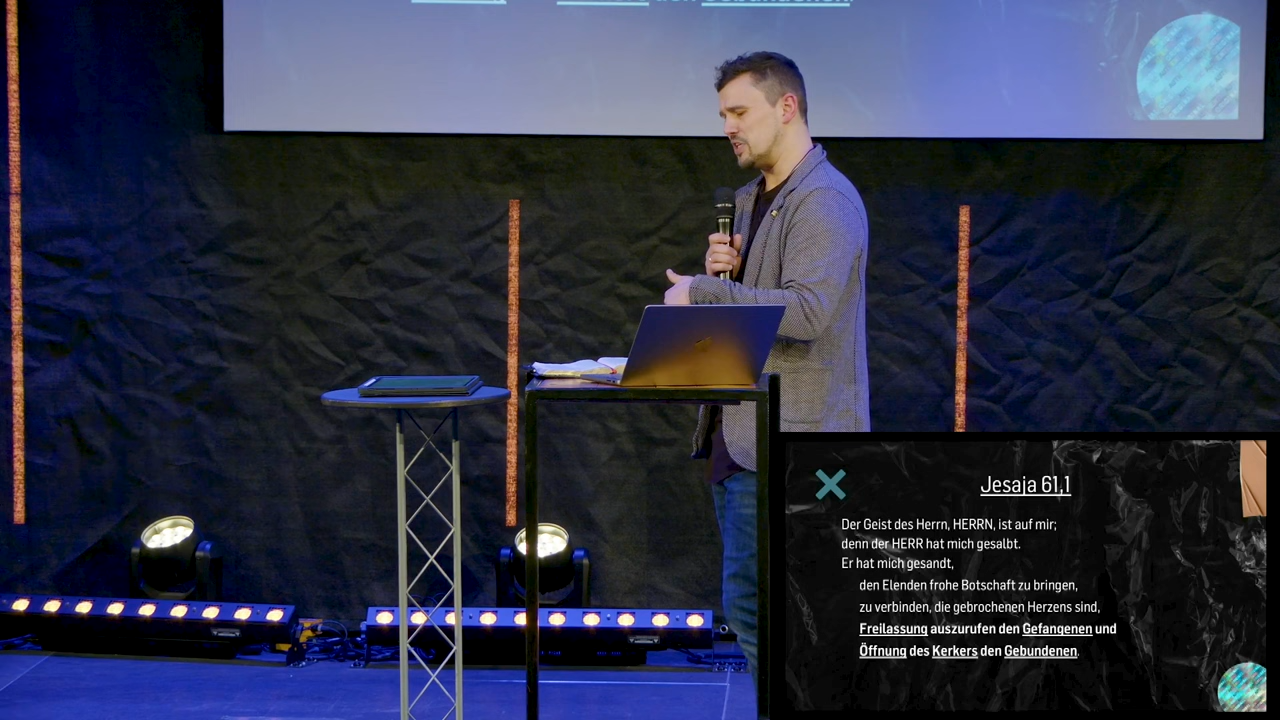 Jesaja 61,1
Der Geist des Herrn, HERRN, ist auf mir;
denn der HERR hat mich gesalbt.
Er hat mich gesandt,
den Elenden frohe Botschaft zu bringen,
zu verbinden, die gebrochenen Herzens sind,
Freilassung auszurufen den Gefangenen und
Öffnung des Kerkers den Gebundenen.